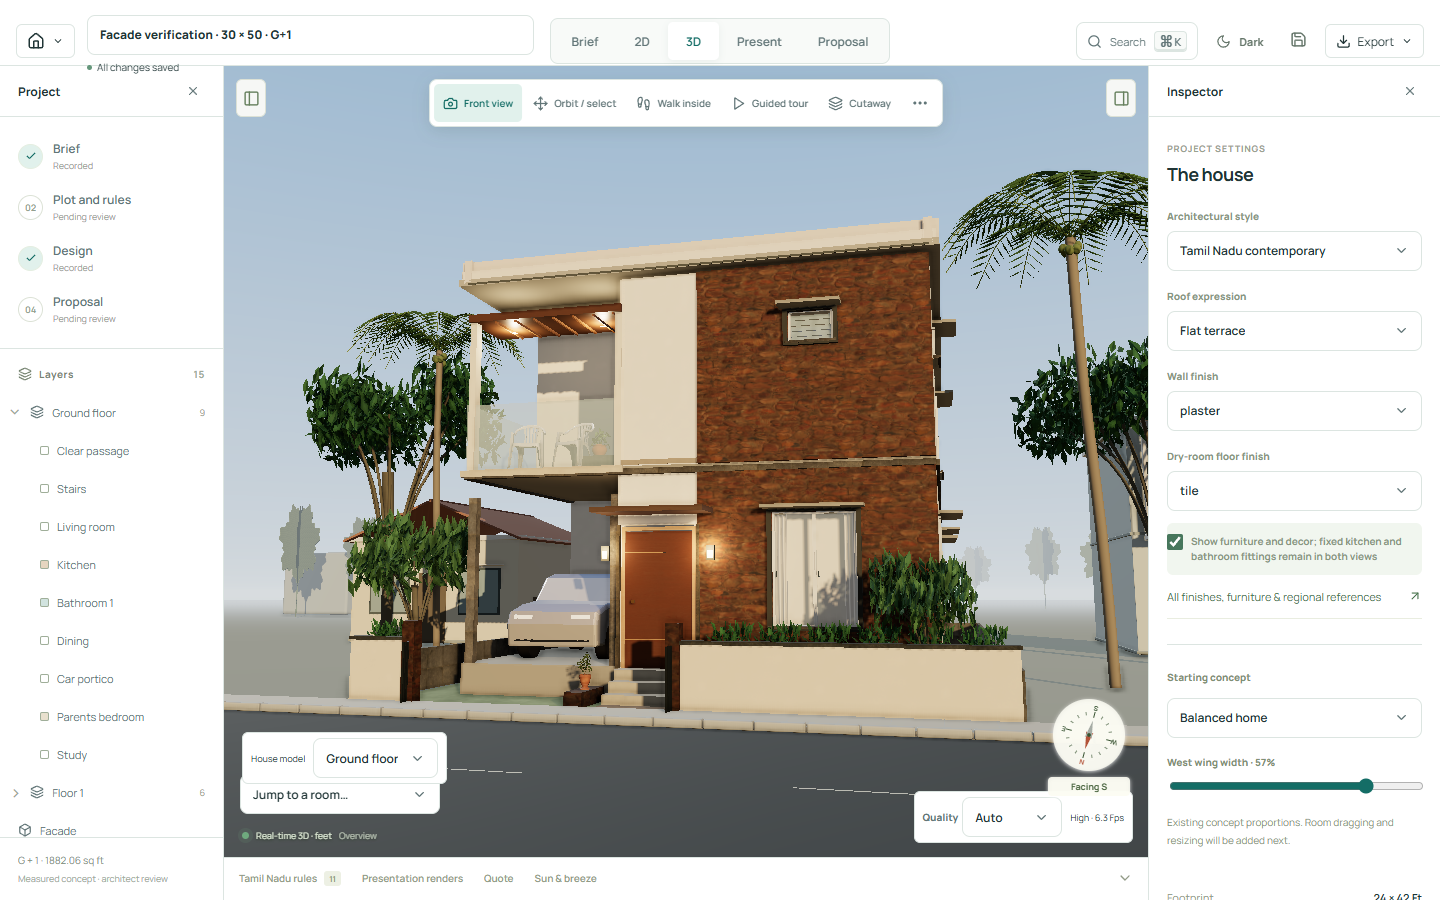 Facade verification · 30 × 50 · G+1
All changes saved
Brief
2D
3D
Present
Proposal
Search ⌘K
Dark
Export
Project
Brief
Recorded
02
Plot and rules
Pending review
Design
Recorded
04
Proposal
Pending review
Layers 15
Ground floor 9
Clear passage
Stairs
Living room
Kitchen
Bathroom 1
Dining
Car portico
Parents bedroom
Study
Floor 1 6
Facade
G + 1 · 1882.06 sq ft
Measured concept · architect review
Front view
Orbit / select
Walk inside
Guided tour
Cutaway
House model
Ground floor
Jump to a room...
Real-time 3D · feet Overview
S
W
N
E
Facing S
Quality
Auto
High · 6.3 Fps
Tamil Nadu rules 11
Presentation renders
Quote
Sun & breeze
Inspector
PROJECT SETTINGS
The house
Architectural style
Tamil Nadu contemporary
Roof expression
Flat terrace
Wall finish
plaster
Dry-room floor finish
tile
Show furniture and decor; fixed kitchen and
bathroom fittings remain in both views
All finishes, furniture & regional references
Starting concept
Balanced home
West wing width · 57%
Existing concept proportions. Room dragging and
resizing will be added next.
Footprint 24 × 42 Ft